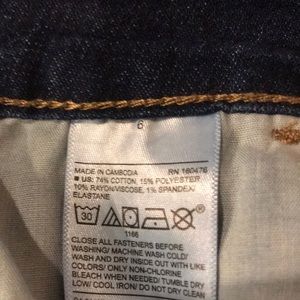 6
MADE IN CAMBODIA RN 160476
■ US: 74% COTTON, 15% POLYESTER
10% RAYON/VISCOSE, 1% SPANDEX
ELASTANE
30
1166
CLOSE ALL FASTENERS BEFORE
WASHING/ MACHINE WASH COLD/
WASH AND DRY INSIDE OUT WITH LIKE
COLORS/ ONLY NON-CHLORINE
BLEACH WHEN NEEDED/ TUMBLE DRY
LOW/ COOL IRON/ DO NOT DRY CLEAN